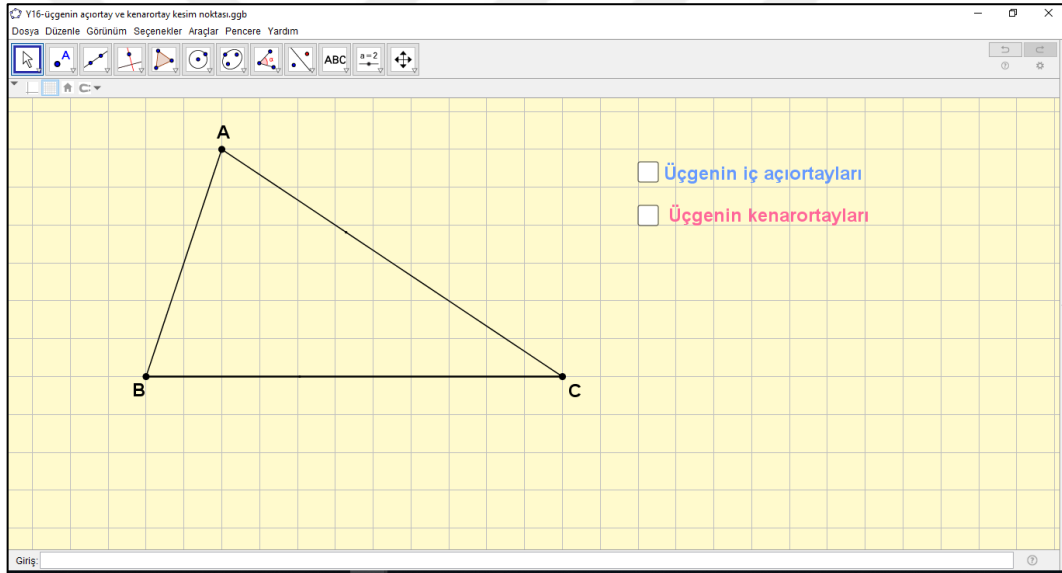 Y16-üçgenin açıortay ve kenarortay kesim noktası.ggb
Dosya Düzenle Görünüm Seçenekler Araçlar Pencere Yardım
A ABC a=2
A
Üçgenin iç açıortayları
Üçgenin kenarortayları
B
C
Giriş: